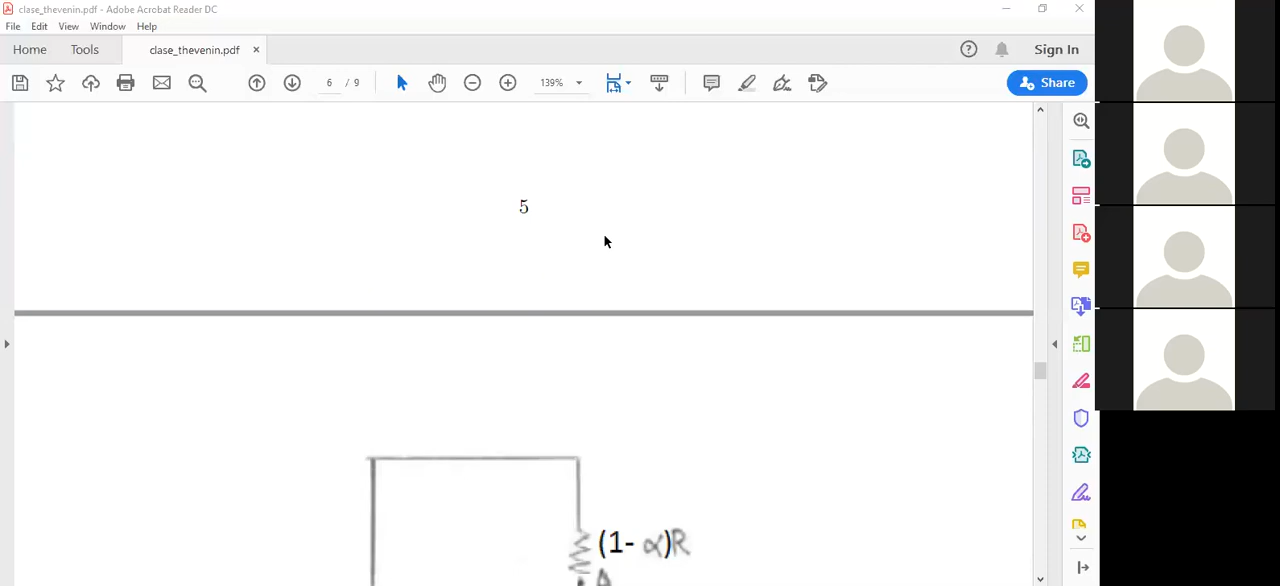 clase_thevenin.pdf - Adobe Acrobat Reader DC
File Edit View Window Help
Home Tools clase_thevenin.pdf × Sign In
6 / 9 139% Share
5
(1- α)R
A